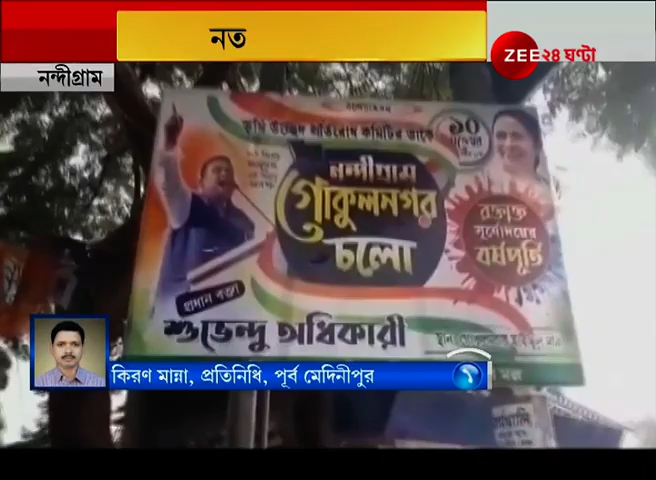 নত
ZEE ২৪ ঘণ্টা
নন্দীগ্রাম
ভূমি উচ্ছেদ প্রতিরোধ কমিটির ডাকে
১০
নন্দীগ্রাম
গোকুলনগর
চলো
রক্তাক্ত
সূর্যোদয়ের
বর্ষপূর্তি
প্রধান বক্তা
শুভেন্দু অধিকারী
কিরণ মান্না, প্রতিনিধি, পূর্ব মেদিনীপুর